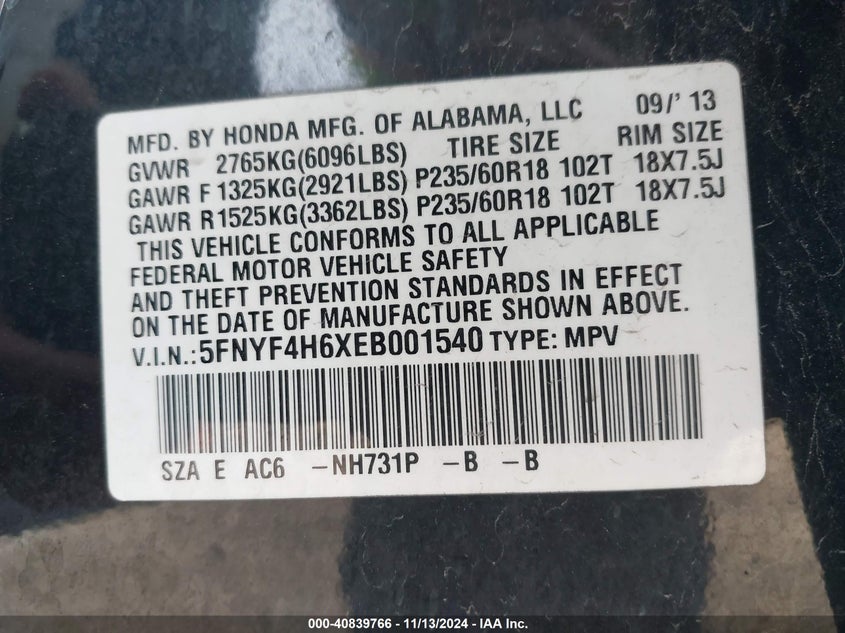 MFD. BY HONDA MFG. OF ALABAMA, LLC 09/' 13
GVWR 2765KG(6096LBS) TIRE SIZE RIM SIZE
GAWR F 1325KG(2921LBS) P235/60R18 102T 18X7.5J
GAWR R1525KG(3362LBS) P235/60R18 102T 18X7.5J
THIS VEHICLE CONFORMS TO ALL APPLICABLE
FEDERAL MOTOR VEHICLE SAFETY
AND THEFT PREVENTION STANDARDS IN EFFECT
ON THE DATE OF MANUFACTURE SHOWN ABOVE.
V.I.N.:5FNYF4H6XEB001540 TYPE: MPV
SZA E AC6 -NH731P -B -B
000-40839766 - 11/13/2024 - IAA Inc.